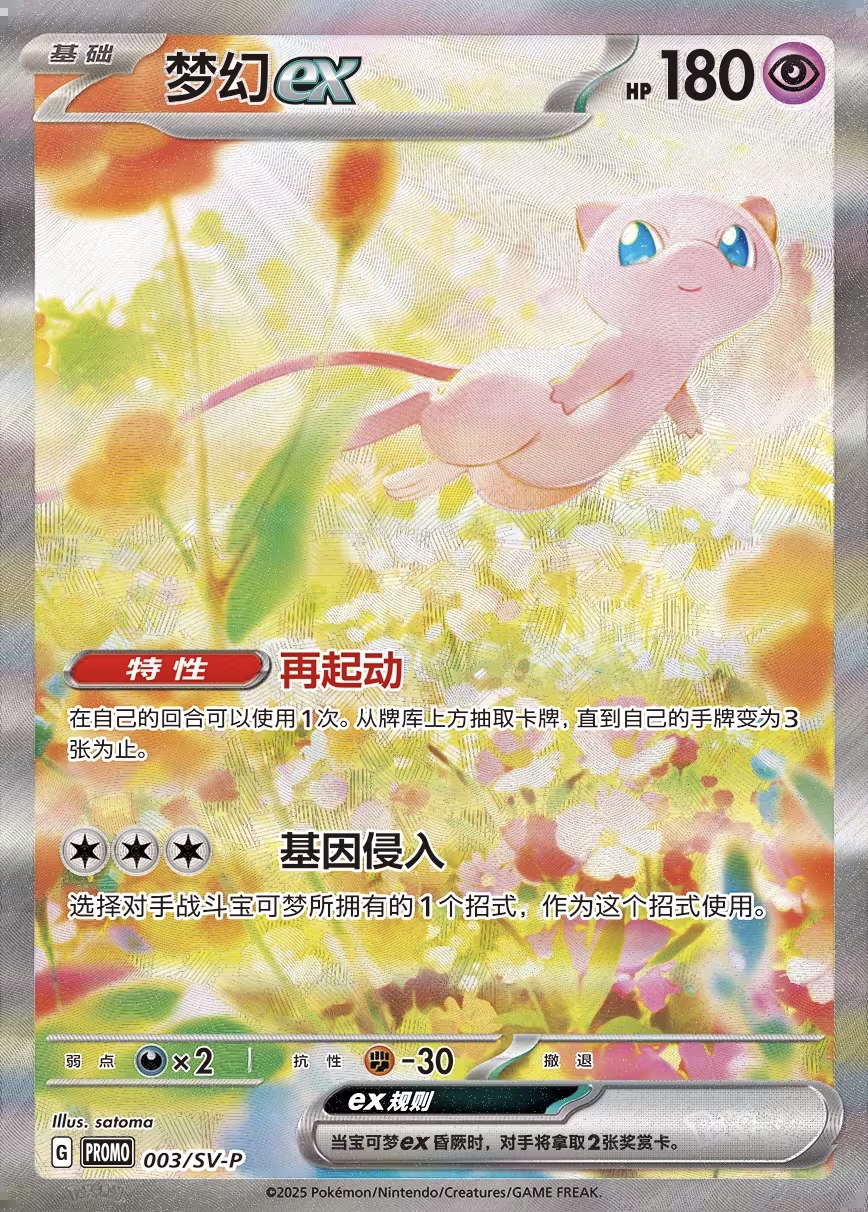 基础
梦幻ex HP 180
特性 再起动
在自己的回合可以使用1次。从牌库上方抽取卡牌，直到自己的手牌变为3
张为止。
基因侵入
选择对手战斗宝可梦所拥有的1个招式，作为这个招式使用。
弱点 ×2 抗性 -30 撤退
ex规则
当宝可梦ex昏厥时，对手将拿取2张奖赏卡。
Illus. satoma
G PROMO 003/SV-P
©2025 Pokémon/Nintendo/Creatures/GAME FREAK.